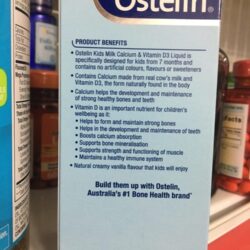 Ostelin®
PRODUCT BENEFITS
• Ostelin Kids Milk Calcium & Vitamin D3 Liquid is
specifically designed for kids from 7 months and
contains no artificial colours, flavours or sweeteners
• Contains Calcium made from real cow's milk and
Vitamin D3, the form naturally found in the body
• Calcium helps the development and maintenance
of strong healthy bones and teeth
• Vitamin D is an important nutrient for children's
wellbeing as it:
• Helps to form and maintain strong bones
• Helps in the development and maintenance of teeth
• Boosts calcium absorption
• Supports bone mineralisation
• Supports strength and functioning of muscle
• Maintains a healthy immune system
• Natural creamy vanilla flavour that kids will enjoy
Build them up with Ostelin,
Australia's #1 Bone Health brand